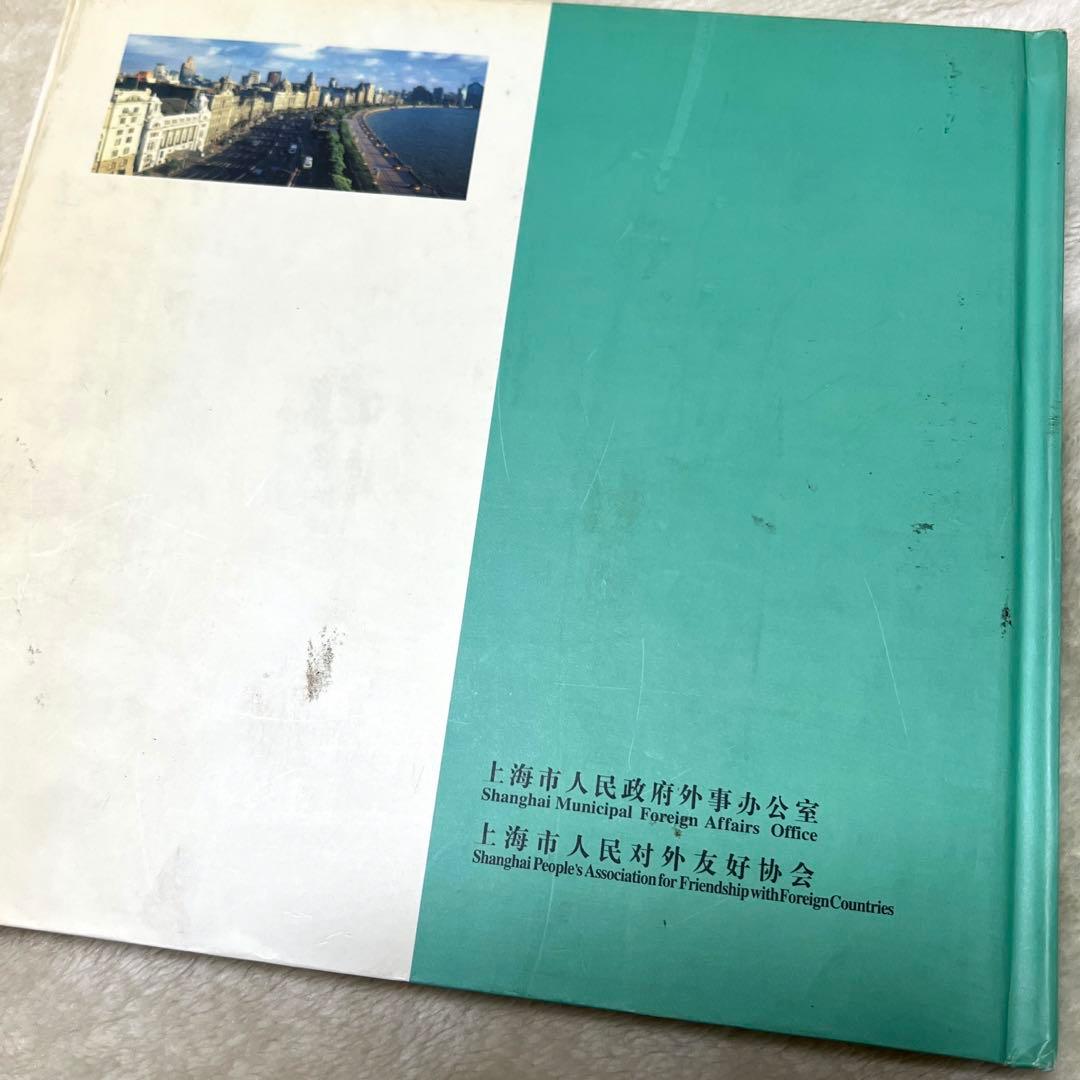 上海市人民政府外事办公室
Shanghai Municipal Foreign Affairs Office
上海市人民对外友好协会
Shanghai People's Association for Friendship with Foreign Countries